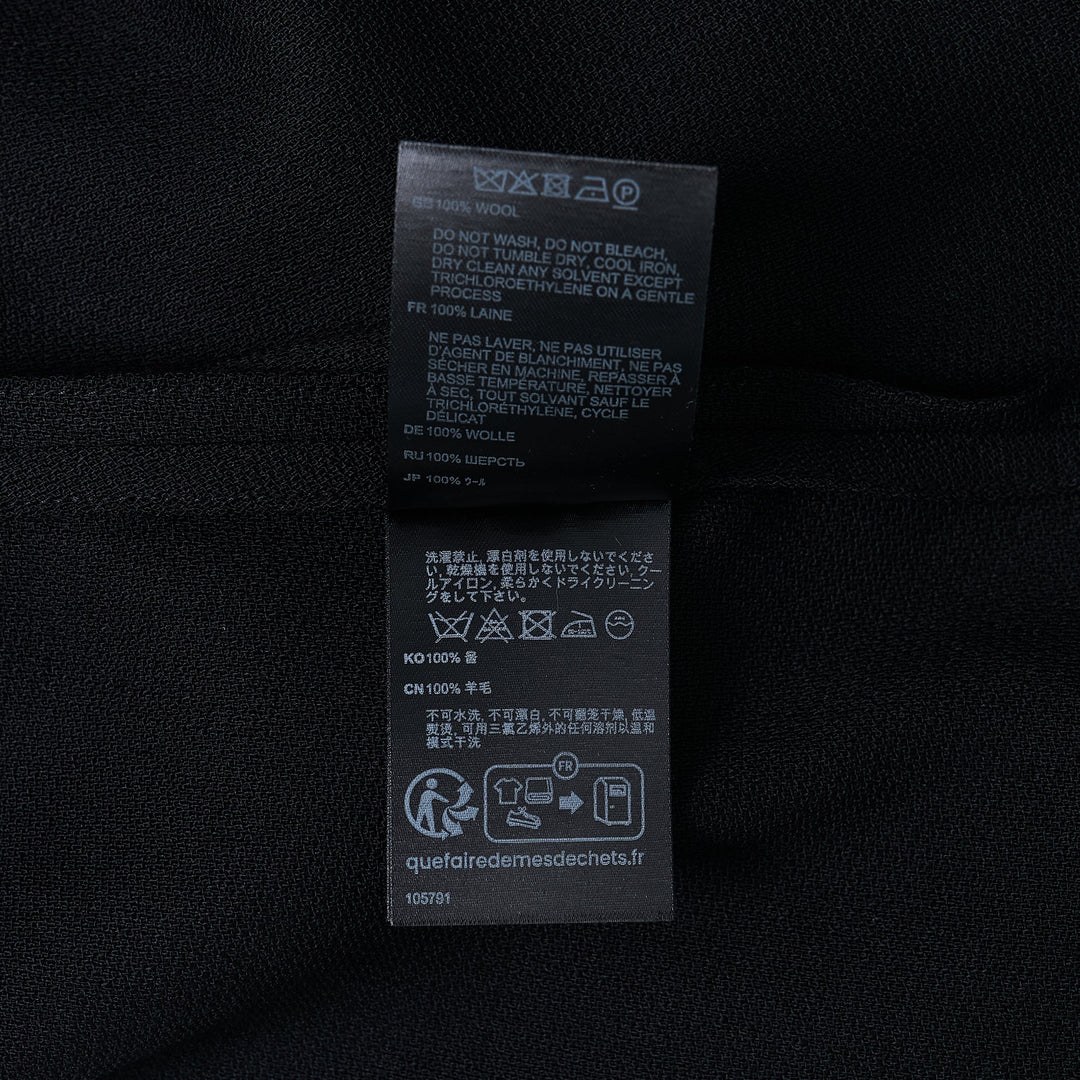 GB 100% WOOL
DO NOT WASH, DO NOT BLEACH,
DO NOT TUMBLE DRY, COOL IRON,
DRY CLEAN ANY SOLVENT EXCEPT
TRICHLOROETHYLENE ON A GENTLE
PROCESS
FR 100% LAINE
NE PAS LAVER, NE PAS UTILISER
D'AGENT DE BLANCHIMENT, NE PAS
SÉCHER EN MACHINE, REPASSER À
BASSE TEMPÉRATURE, NETTOYER
À SEC, TOUT SOLVANT SAUF LE
TRICHLORÉTHYLÈNE, CYCLE
DÉLICAT
DE 100% WOLLE
RU 100% ШЕРСТЬ
JP 100% ウール
洗濯禁止, 漂白剤を使用しないでくださ
い, 乾燥機を使用しないでください, クー
ルアイロン, 柔らかくドライクリーニン
グをして下さい。
KO 100% 울
CN 100% 羊毛
不可水洗, 不可漂白, 不可翻笼干燥, 低温
熨烫, 可用三氯乙烯外的任何溶剂以温和
模式干洗
FR
quefairedemesdechets.fr
105791